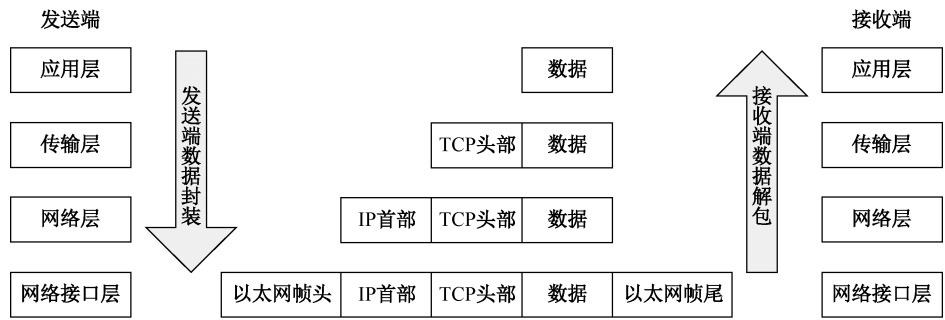 发送端
接收端
应用层
数据
应用层
发送端数据封装
接收端数据解包
传输层
TCP头部 数据
传输层
网络层
IP首部 TCP头部 数据
网络层
网络接口层
以太网帧头 IP首部 TCP头部 数据 以太网帧尾
网络接口层